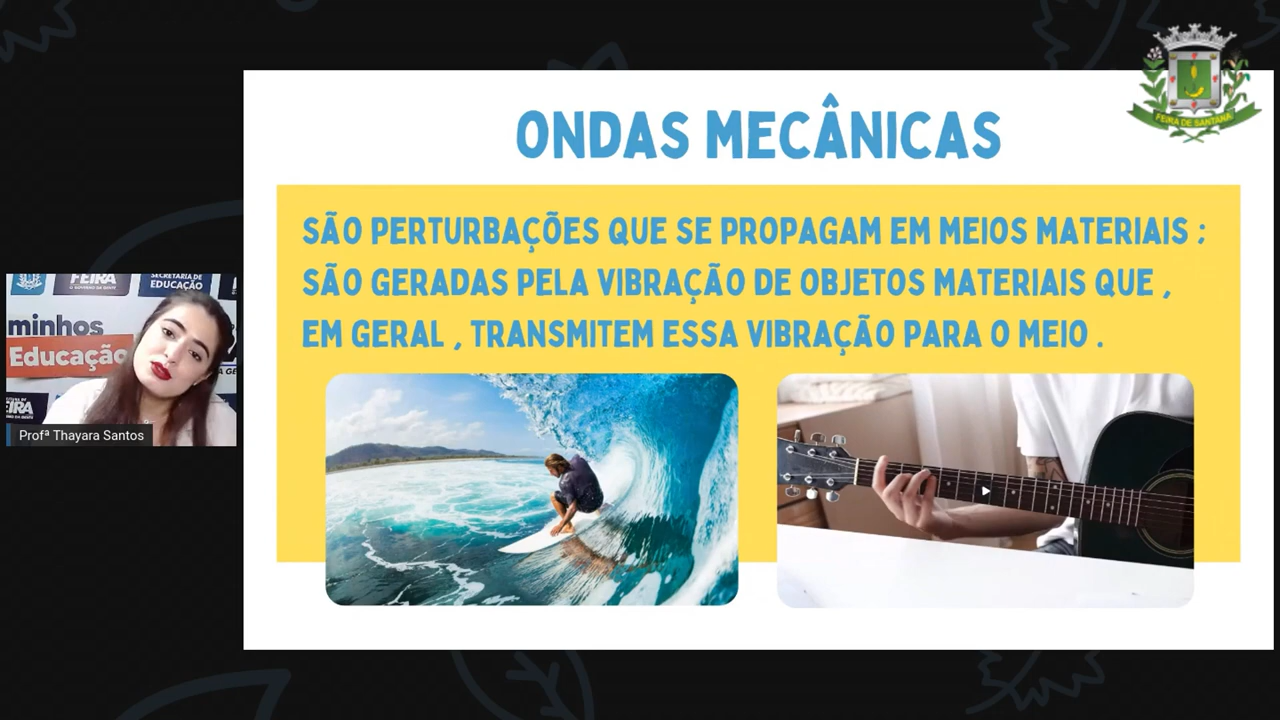 ONDAS MECÂNICAS
SÃO PERTURBAÇÕES QUE SE PROPAGAM EM MEIOS MATERIAIS ;
SÃO GERADAS PELA VIBRAÇÃO DE OBJETOS MATERIAIS QUE ,
EM GERAL , TRANSMITEM ESSA VIBRAÇÃO PARA O MEIO .
FEIRA DE SANTANA
FEIRA
SECRETARIA DE
EDUCAÇÃO
minhos
Educação
Profª Thayara Santos